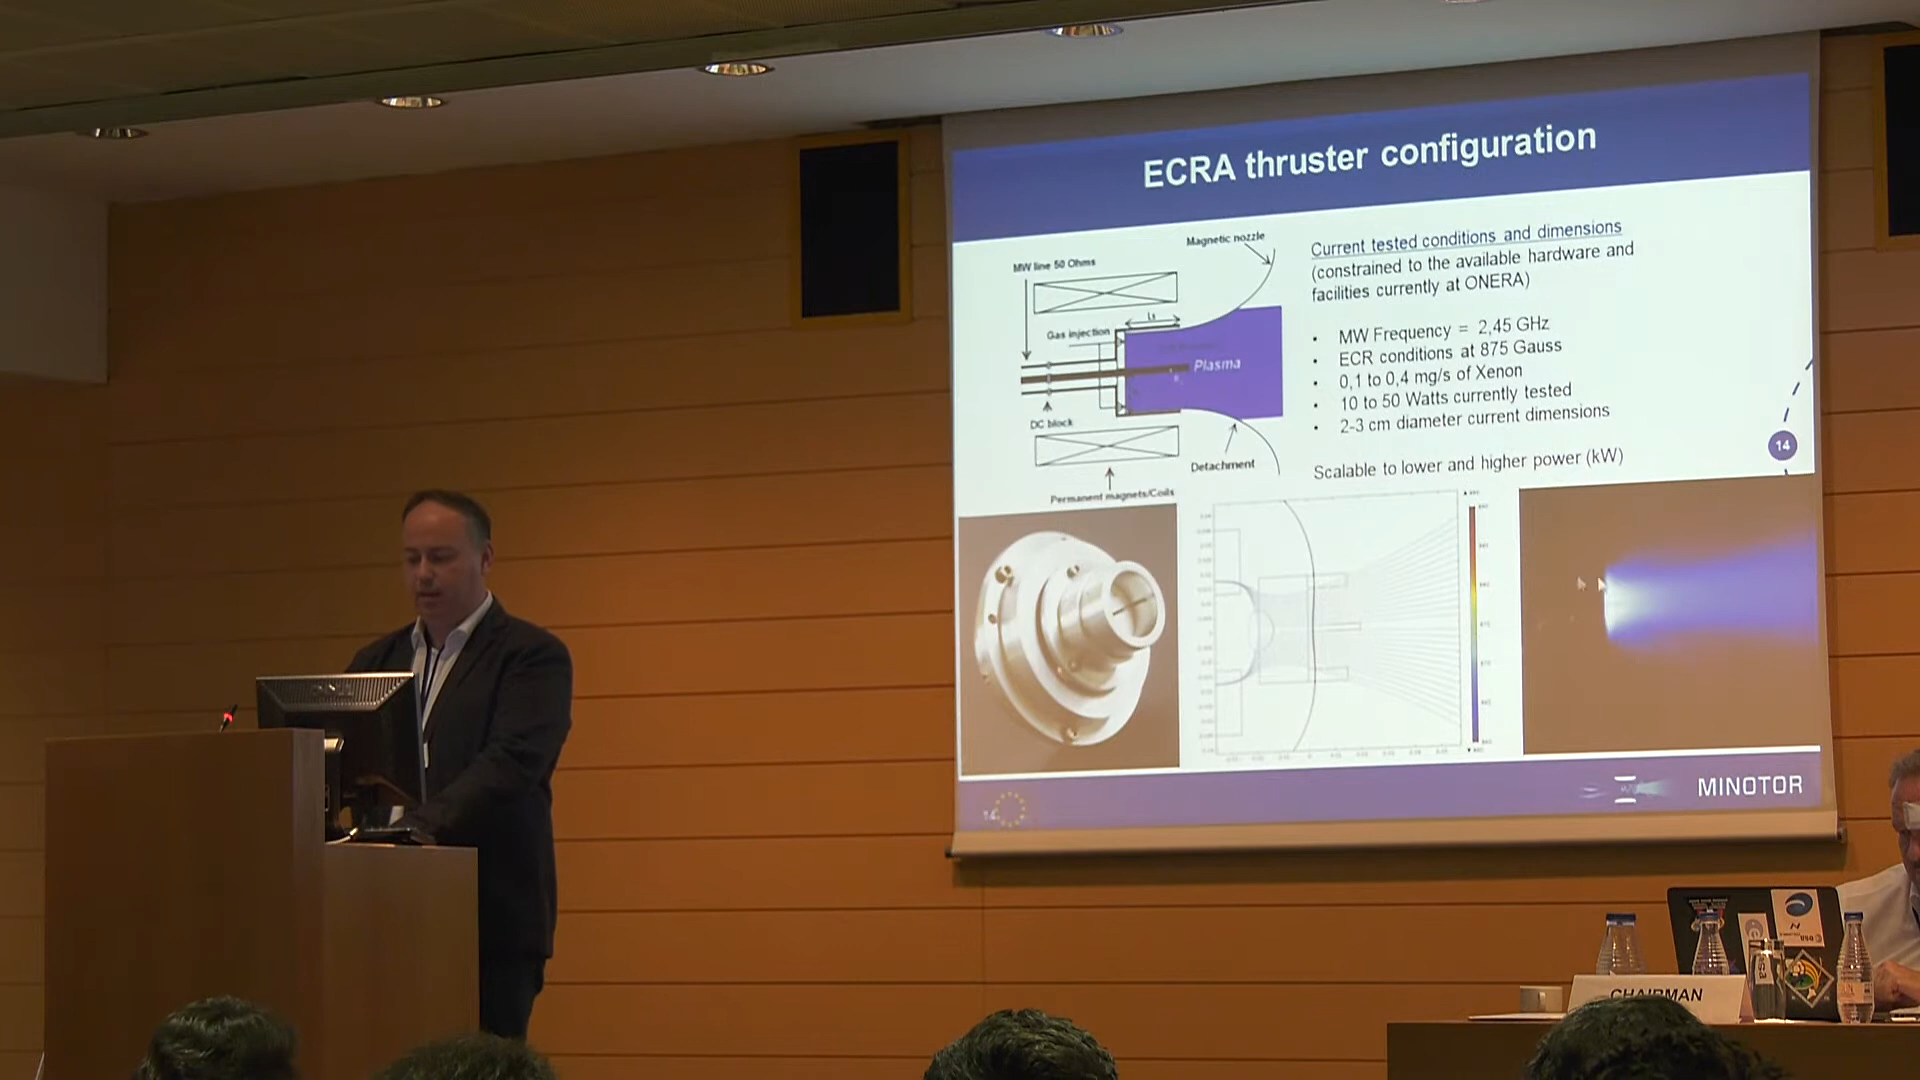 ECRA thruster configuration
Magnetic nozzle
MW line 50 Ohms
Gas injection
Plasma
DC block
Detachment
Permanent magnets/Coils
Current tested conditions and dimensions
(constrained to the available hardware and
facilities currently at ONERA)
• MW Frequency = 2,45 GHz
• ECR conditions at 875 Gauss
• 0,1 to 0,4 mg/s of Xenon
• 10 to 50 Watts currently tested
• 2-3 cm diameter current dimensions
Scalable to lower and higher power (kW)
14
14
MINOTOR
CHAIRMAN